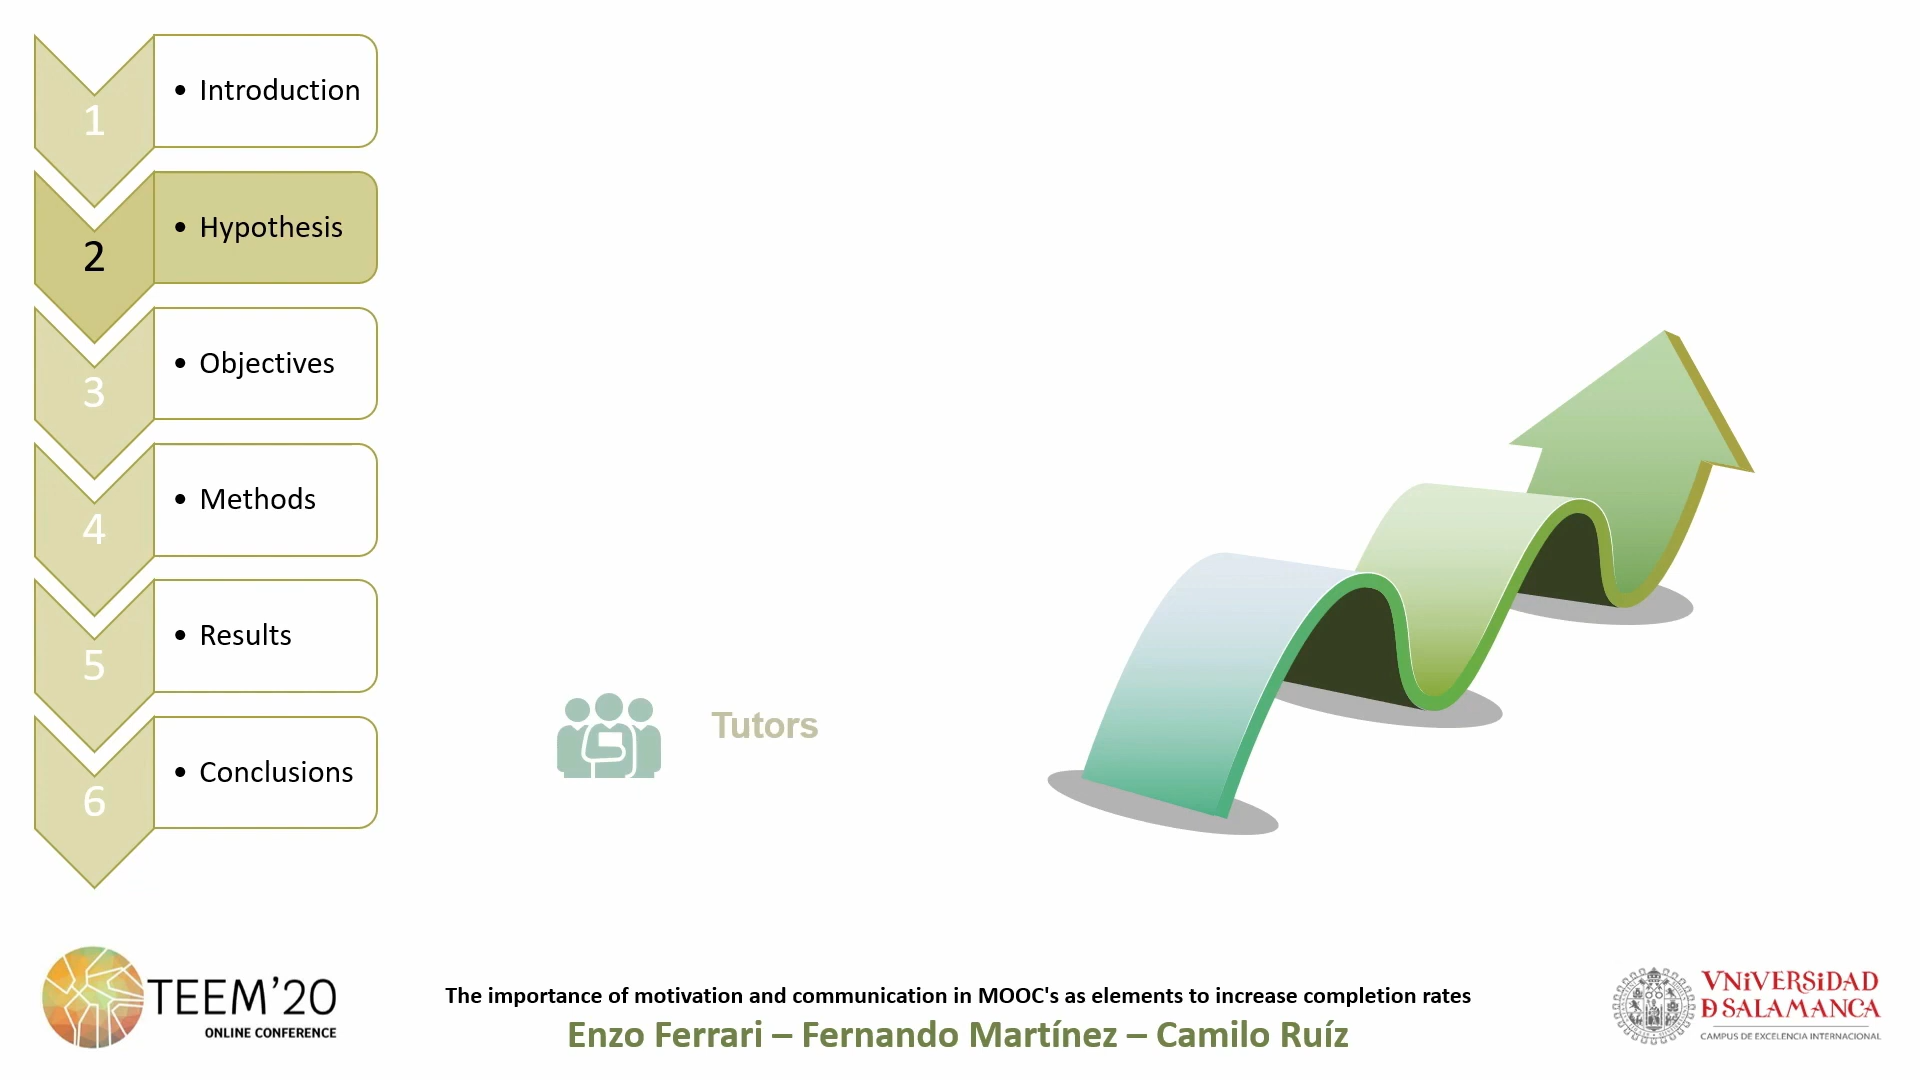 1
• Introduction
2
• Hypothesis
3
• Objectives
4
• Methods
5
• Results
6
• Conclusions
Tutors
TEEM’20
ONLINE CONFERENCE
The importance of motivation and communication in MOOC's as elements to increase completion rates
Enzo Ferrari – Fernando Martínez – Camilo Ruíz
VNiVERSiDAD
D SALAMANCA
CAMPUS DE EXCELENCIA INTERNACIONAL